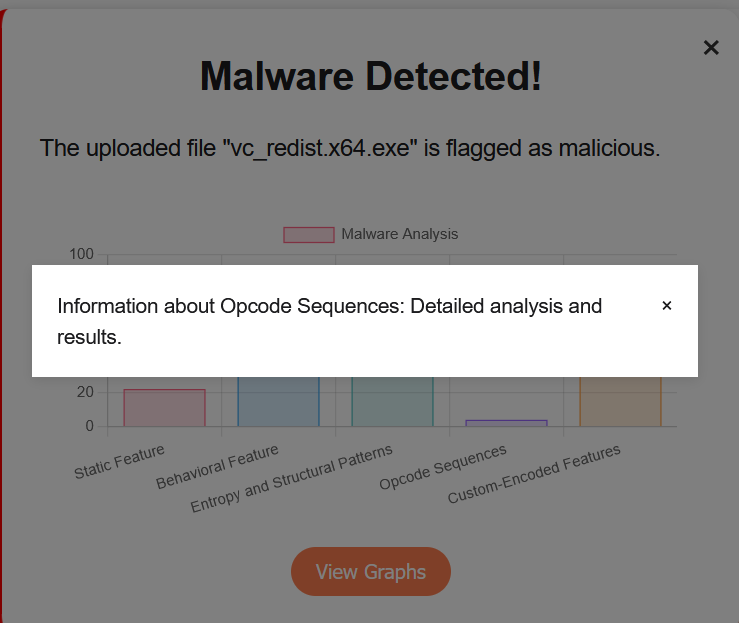 ×
Malware Detected!
The uploaded file "vc_redist.x64.exe" is flagged as malicious.
Malware Analysis
100
Information about Opcode Sequences: Detailed analysis and ×
results.
20
0
Static Feature
Behavioral Feature
Entropy and Structural Patterns
Opcode Sequences
Custom-Encoded Features
View Graphs